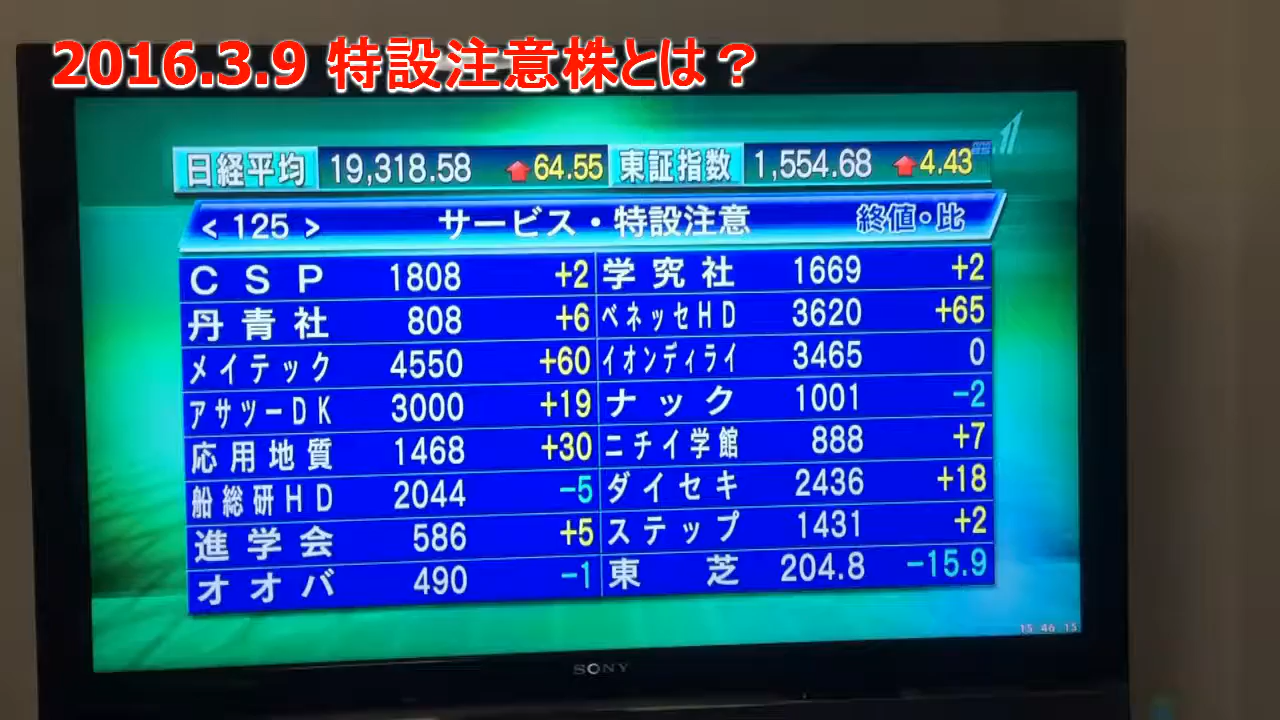 2016.3.9 特設注意株とは？
日経平均 19,318.58 64.55 東証指数 1,554.68 4.43
< 125 > サービス・特設注意 終値・比
ＣＳＰ 1808 +2 学究社 1669 +2
丹青社 808 +6 ベネッセＨＤ 3620 +65
メイテック 4550 +60 イオンディライ 3465 0
アサツーＤＫ 3000 +19 ナック 1001 -2
応用地質 1468 +30 ニチイ学館 888 +7
船総研ＨＤ 2044 -5 ダイセキ 2436 +18
進学会 586 +5 ステップ 1431 +2
オオバ 490 -1 東芝 204.8 -15.9
15 46 15
SONY